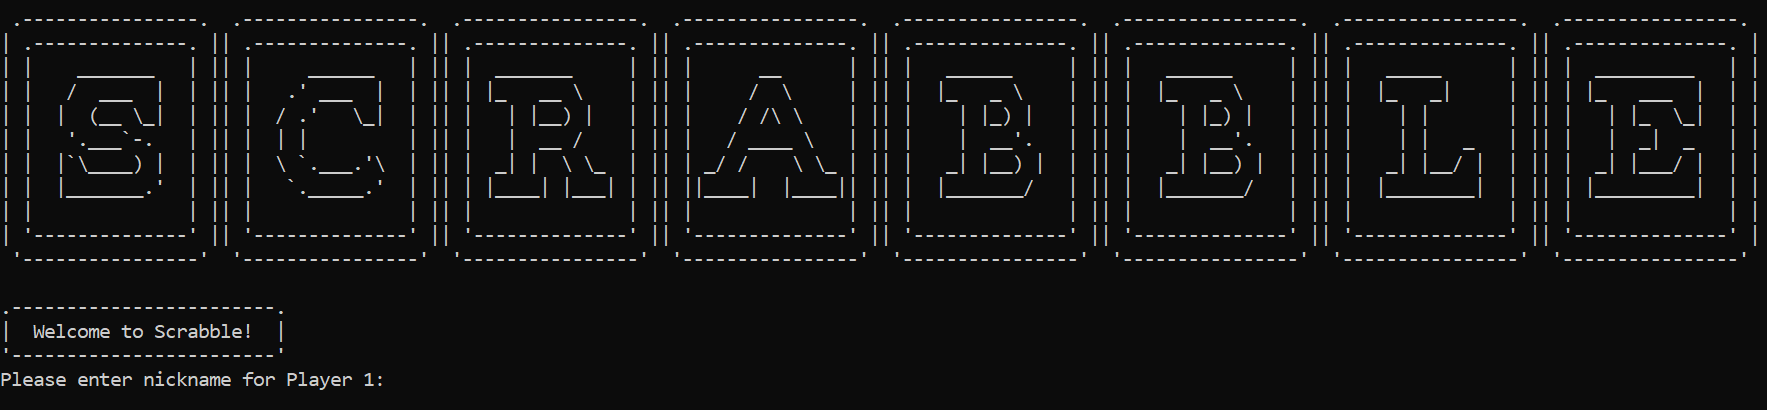 SCRABBLE
Welcome to Scrabble!
Please enter nickname for Player 1: